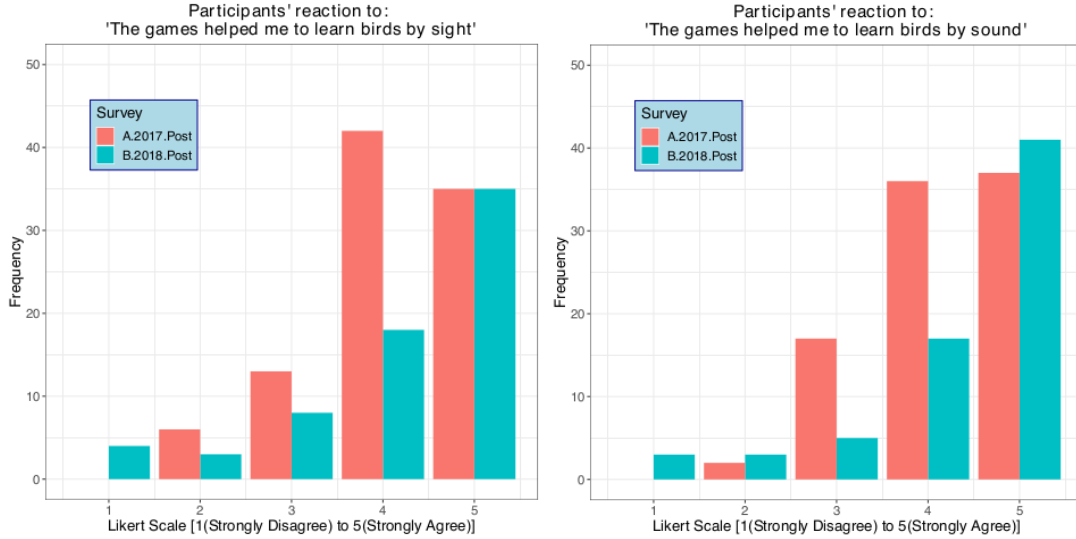 Participants' reaction to:
'The games helped me to learn birds by sight'
50
40
30
20
10
0
Frequency
Survey
A.2017.Post
B.2018.Post
1 2 3 4 5
Likert Scale [1(Strongly Disagree) to 5(Strongly Agree)]
Participants' reaction to:
'The games helped me to learn birds by sound'
50
40
30
20
10
0
Frequency
Survey
A.2017.Post
B.2018.Post
1 2 3 4 5
Likert Scale [1(Strongly Disagree) to 5(Strongly Agree)]